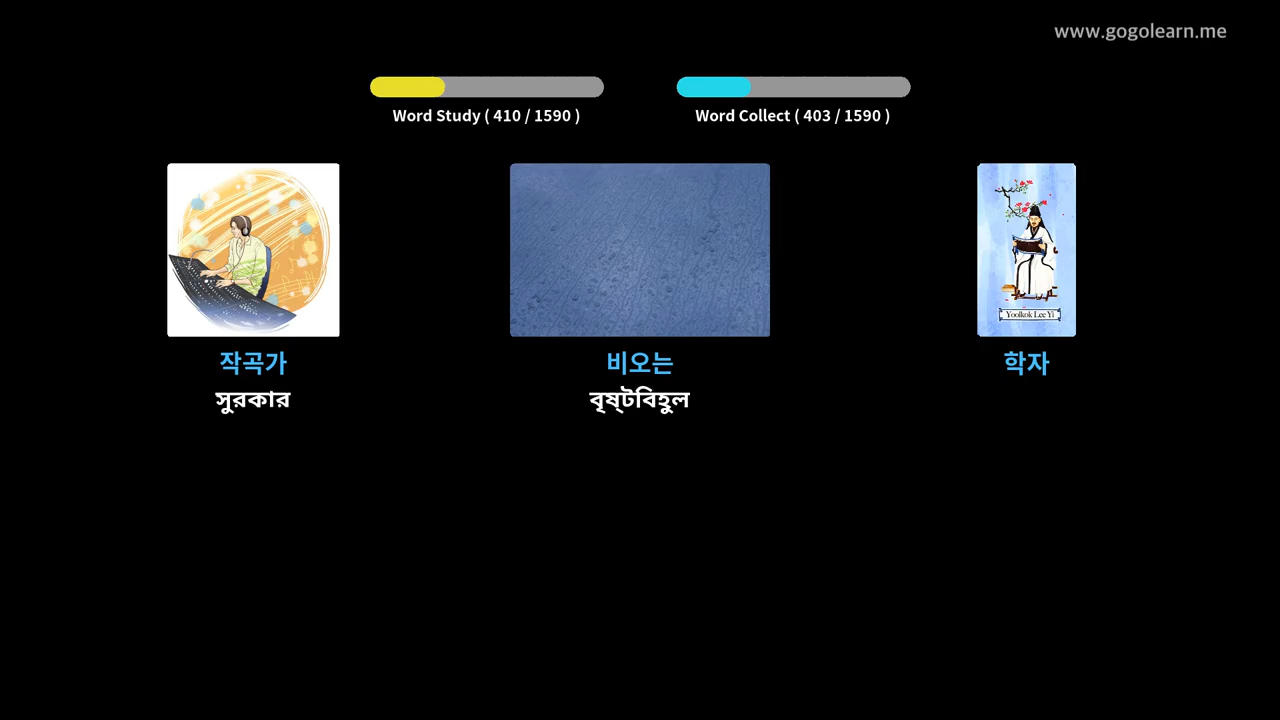 www.gogolearn.me
Word Study ( 410 / 1590 )
Word Collect ( 403 / 1590 )
Yoolkok Lee Yi
작곡가
비오는
학자
সুরকার
বৃষ্‌টবিহুল